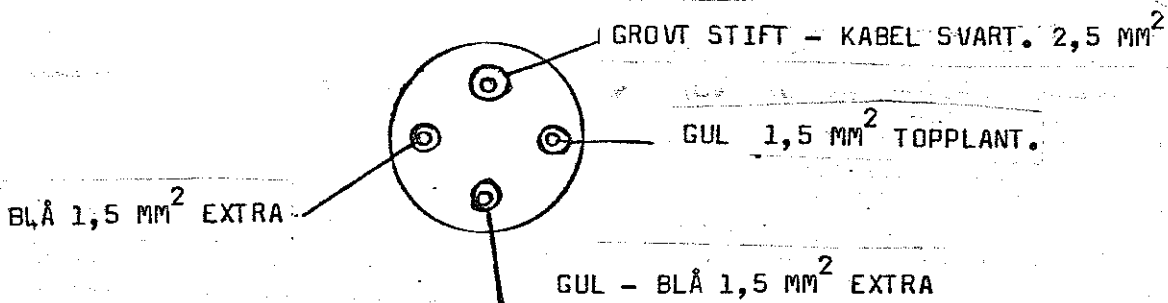 GROVT STIFT - KABEL SVART. 2,5 MM²
GUL 1,5 MM² TOPPLANT.
BLÅ 1,5 MM² EXTRA
GUL - BLÅ 1,5 MM² EXTRA